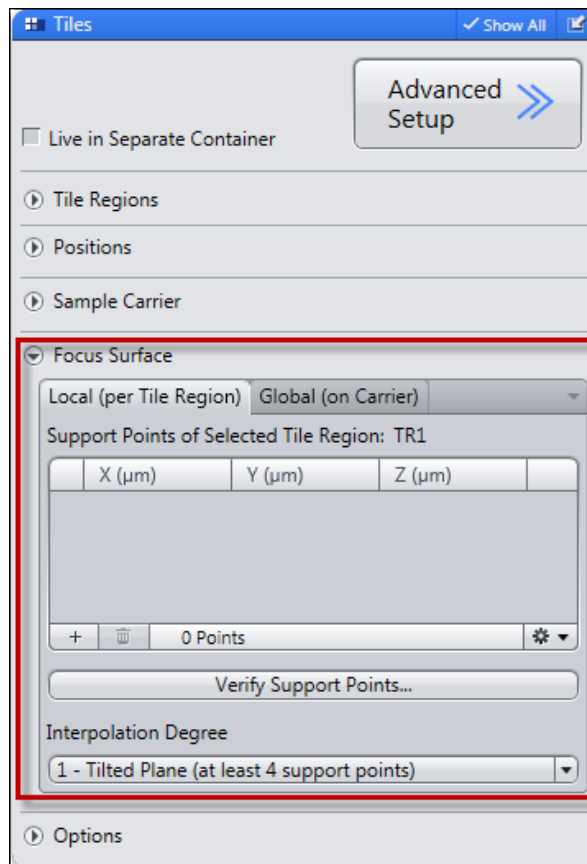 Tiles
Show All
Advanced
Setup
Live in Separate Container
Tile Regions
Positions
Sample Carrier
Focus Surface
Local (per Tile Region) Global (on Carrier)
Support Points of Selected Tile Region: TR1
X (µm) Y (µm) Z (µm)
+ 0 Points
Verify Support Points...
Interpolation Degree
1 - Tilted Plane (at least 4 support points)
Options